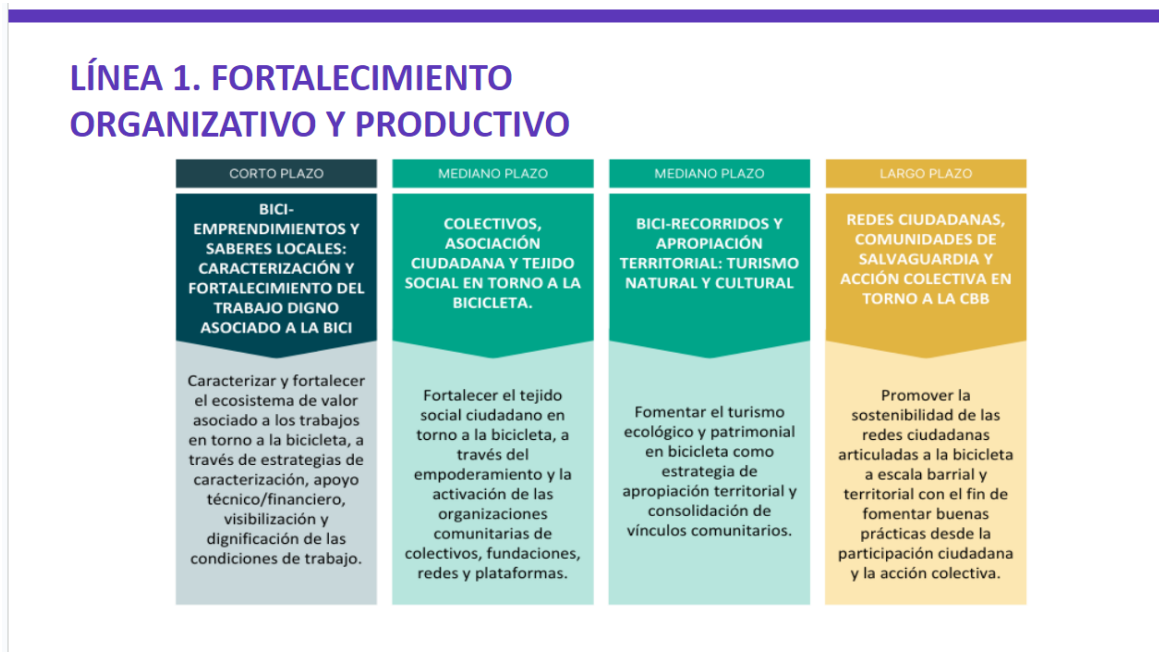 LÍNEA 1. FORTALECIMIENTO
ORGANIZATIVO Y PRODUCTIVO
CORTO PLAZO
BICI-
EMPRENDIMIENTOS Y
SABERES LOCALES:
CARACTERIZACIÓN Y
FORTALECIMIENTO DEL
TRABAJO DIGNO
ASOCIADO A LA BICI
Caracterizar y fortalecer
el ecosistema de valor
asociado a los trabajos
en torno a la bicicleta, a
través de estrategias de
caracterización, apoyo
técnico/financiero,
visibilización y
dignificación de las
condiciones de trabajo.
MEDIANO PLAZO
COLECTIVOS,
ASOCIACIÓN
CIUDADANA Y TEJIDO
SOCIAL EN TORNO A LA
BICICLETA.
Fortalecer el tejido
social ciudadano en
torno a la bicicleta, a
través del
empoderamiento y la
activación de las
organizaciones
comunitarias de
colectivos, fundaciones,
redes y plataformas.
MEDIANO PLAZO
BICI-RECORRIDOS Y
APROPIACIÓN
TERRITORIAL: TURISMO
NATURAL Y CULTURAL
Fomentar el turismo
ecológico y patrimonial
en bicicleta como
estrategia de
apropiación territorial y
consolidación de
vínculos comunitarios.
LARGO PLAZO
REDES CIUDADANAS,
COMUNIDADES DE
SALVAGUARDIA Y
ACCIÓN COLECTIVA EN
TORNO A LA CBB
Promover la
sostenibilidad de las
redes ciudadanas
articuladas a la bicicleta
a escala barrial y
territorial con el fin de
fomentar buenas
prácticas desde la
participación ciudadana
y la acción colectiva.